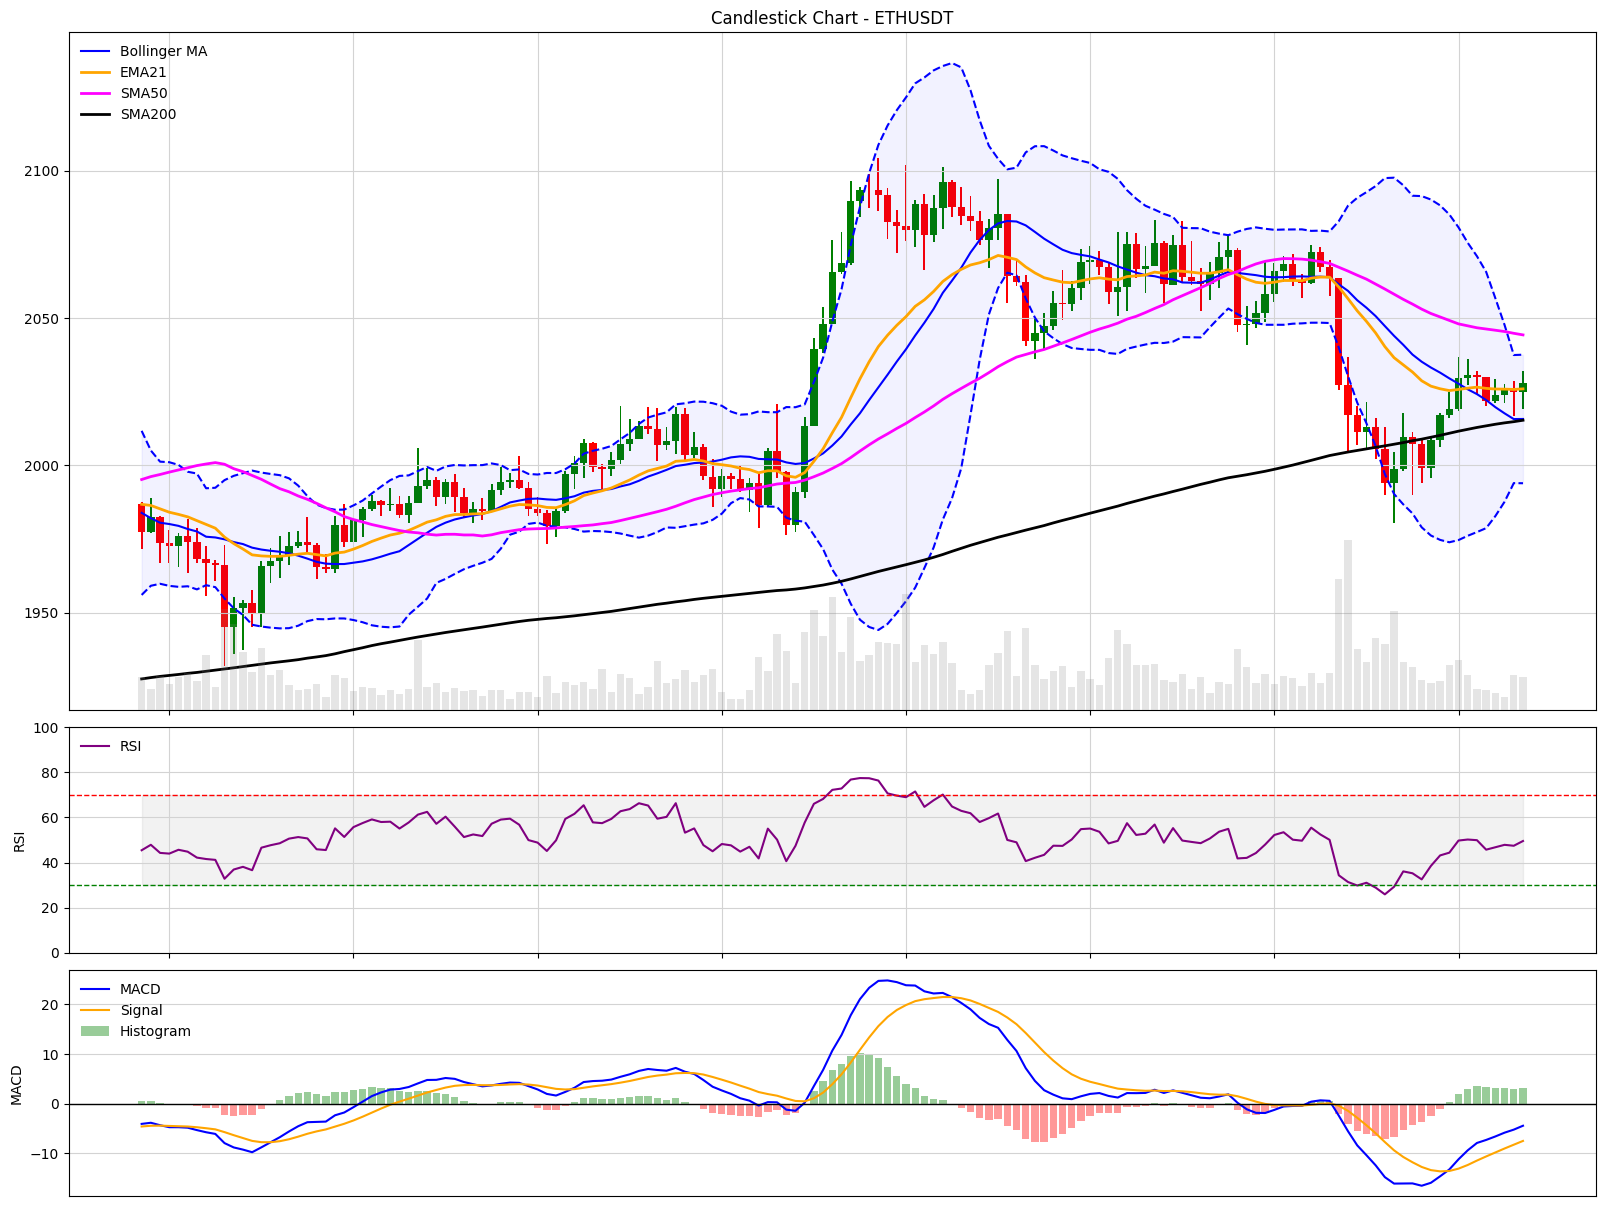 Candlestick Chart - ETHUSDT
Bollinger MA
EMA21
SMA50
SMA200
2100
2050
2000
1950
RSI
100
80
60
40
20
0
RSI
MACD
Signal
Histogram
20
10
0
−10
MACD